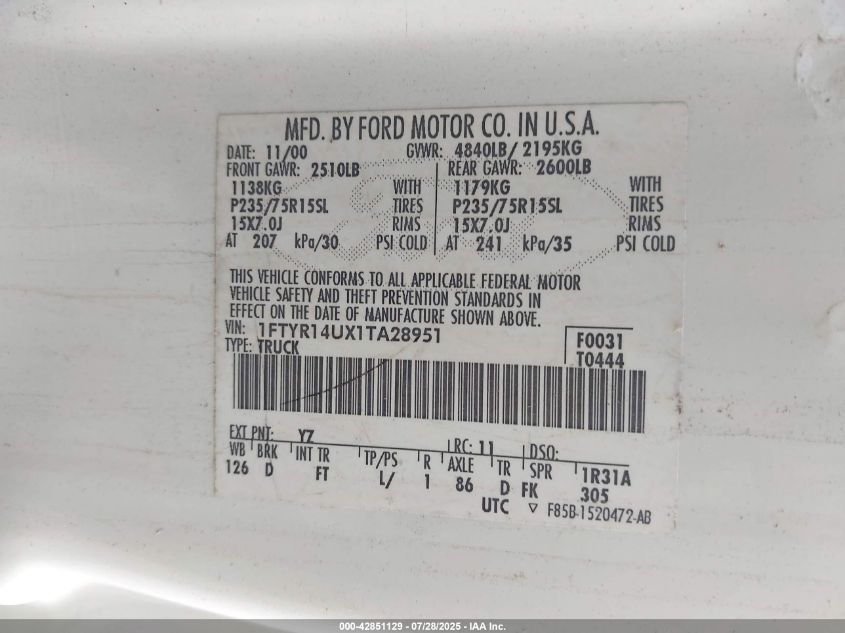 MFD. BY FORD MOTOR CO. IN U.S.A.
DATE: 11/00 GVWR: 4840LB/ 2195KG
FRONT GAWR: 2510LB REAR GAWR: 2600LB
1138KG WITH 1179KG WITH
P235/75R15SL TIRES P235/75R15SL TIRES
15X7.0J RIMS 15X7.0J RIMS
AT 207 kPa/30 PSI COLD AT 241 kPa/35 PSI COLD
THIS VEHICLE CONFORMS TO ALL APPLICABLE FEDERAL MOTOR
VEHICLE SAFETY AND THEFT PREVENTION STANDARDS IN
EFFECT ON THE DATE OF MANUFACTURE SHOWN ABOVE.
VIN: 1FTYR14UX1TA28951 F0031
TYPE: TRUCK T0444
EXT PNT: YZ RC: 11 DSO:
WB BRK INT TR TP/PS R AXLE TR SPR 1R31A
126 D FT L/ 1 86 D FK 305
UTC ▽ F85B-1520472-AB
000-42851129 - 07/28/2025 - IAA Inc.